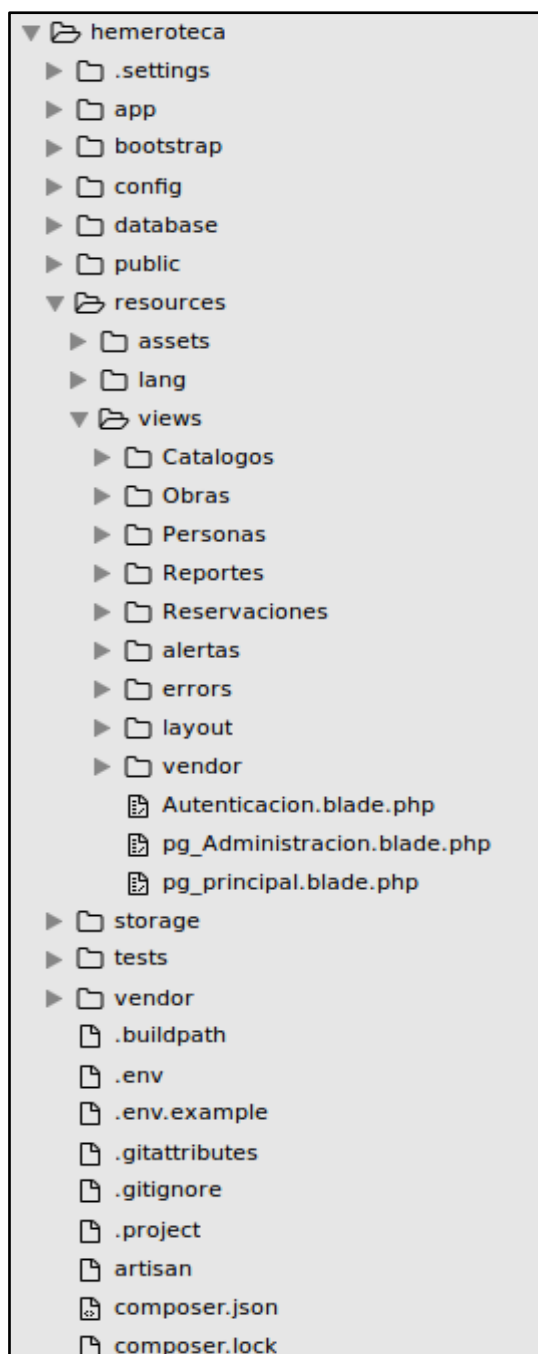 hemeroteca
.settings
app
bootstrap
config
database
public
resources
assets
lang
views
Catalogos
Obras
Personas
Reportes
Reservaciones
alertas
errors
layout
vendor
Autenticacion.blade.php
pg_Administracion.blade.php
pg_principal.blade.php
storage
tests
vendor
.buildpath
.env
.env.example
.gitattributes
.gitignore
.project
artisan
composer.json
composer.lock